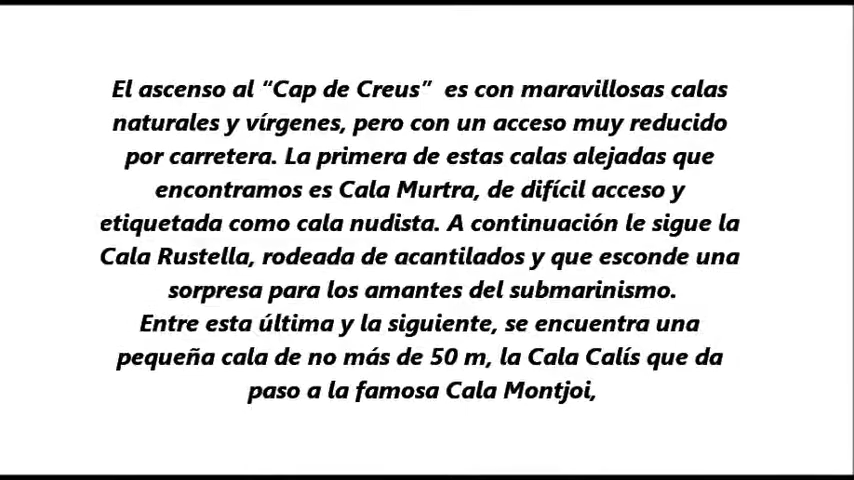 El ascenso al “Cap de Creus”  es con maravillosas calas
naturales y vírgenes, pero con un acceso muy reducido
por carretera. La primera de estas calas alejadas que
encontramos es Cala Murtra, de difícil acceso y
etiquetada como cala nudista. A continuación le sigue la
Cala Rustella, rodeada de acantilados y que esconde una
sorpresa para los amantes del submarinismo.
Entre esta última y la siguiente, se encuentra una
pequeña cala de no más de 50 m, la Cala Calís que da
paso a la famosa Cala Montjoi,